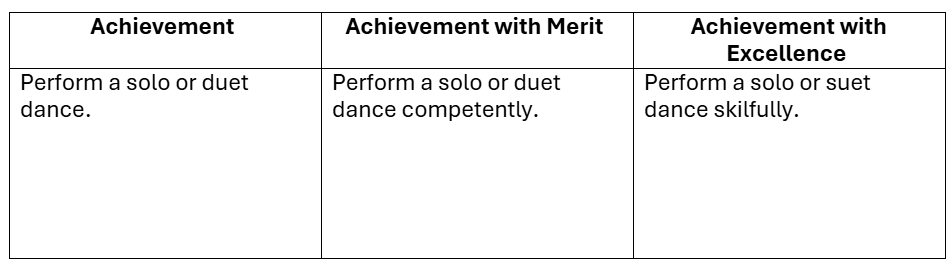 Achievement
Achievement with Merit
Achievement with
Excellence
Perform a solo or duet
dance.
Perform a solo or duet
dance competently.
Perform a solo or suet
dance skilfully.